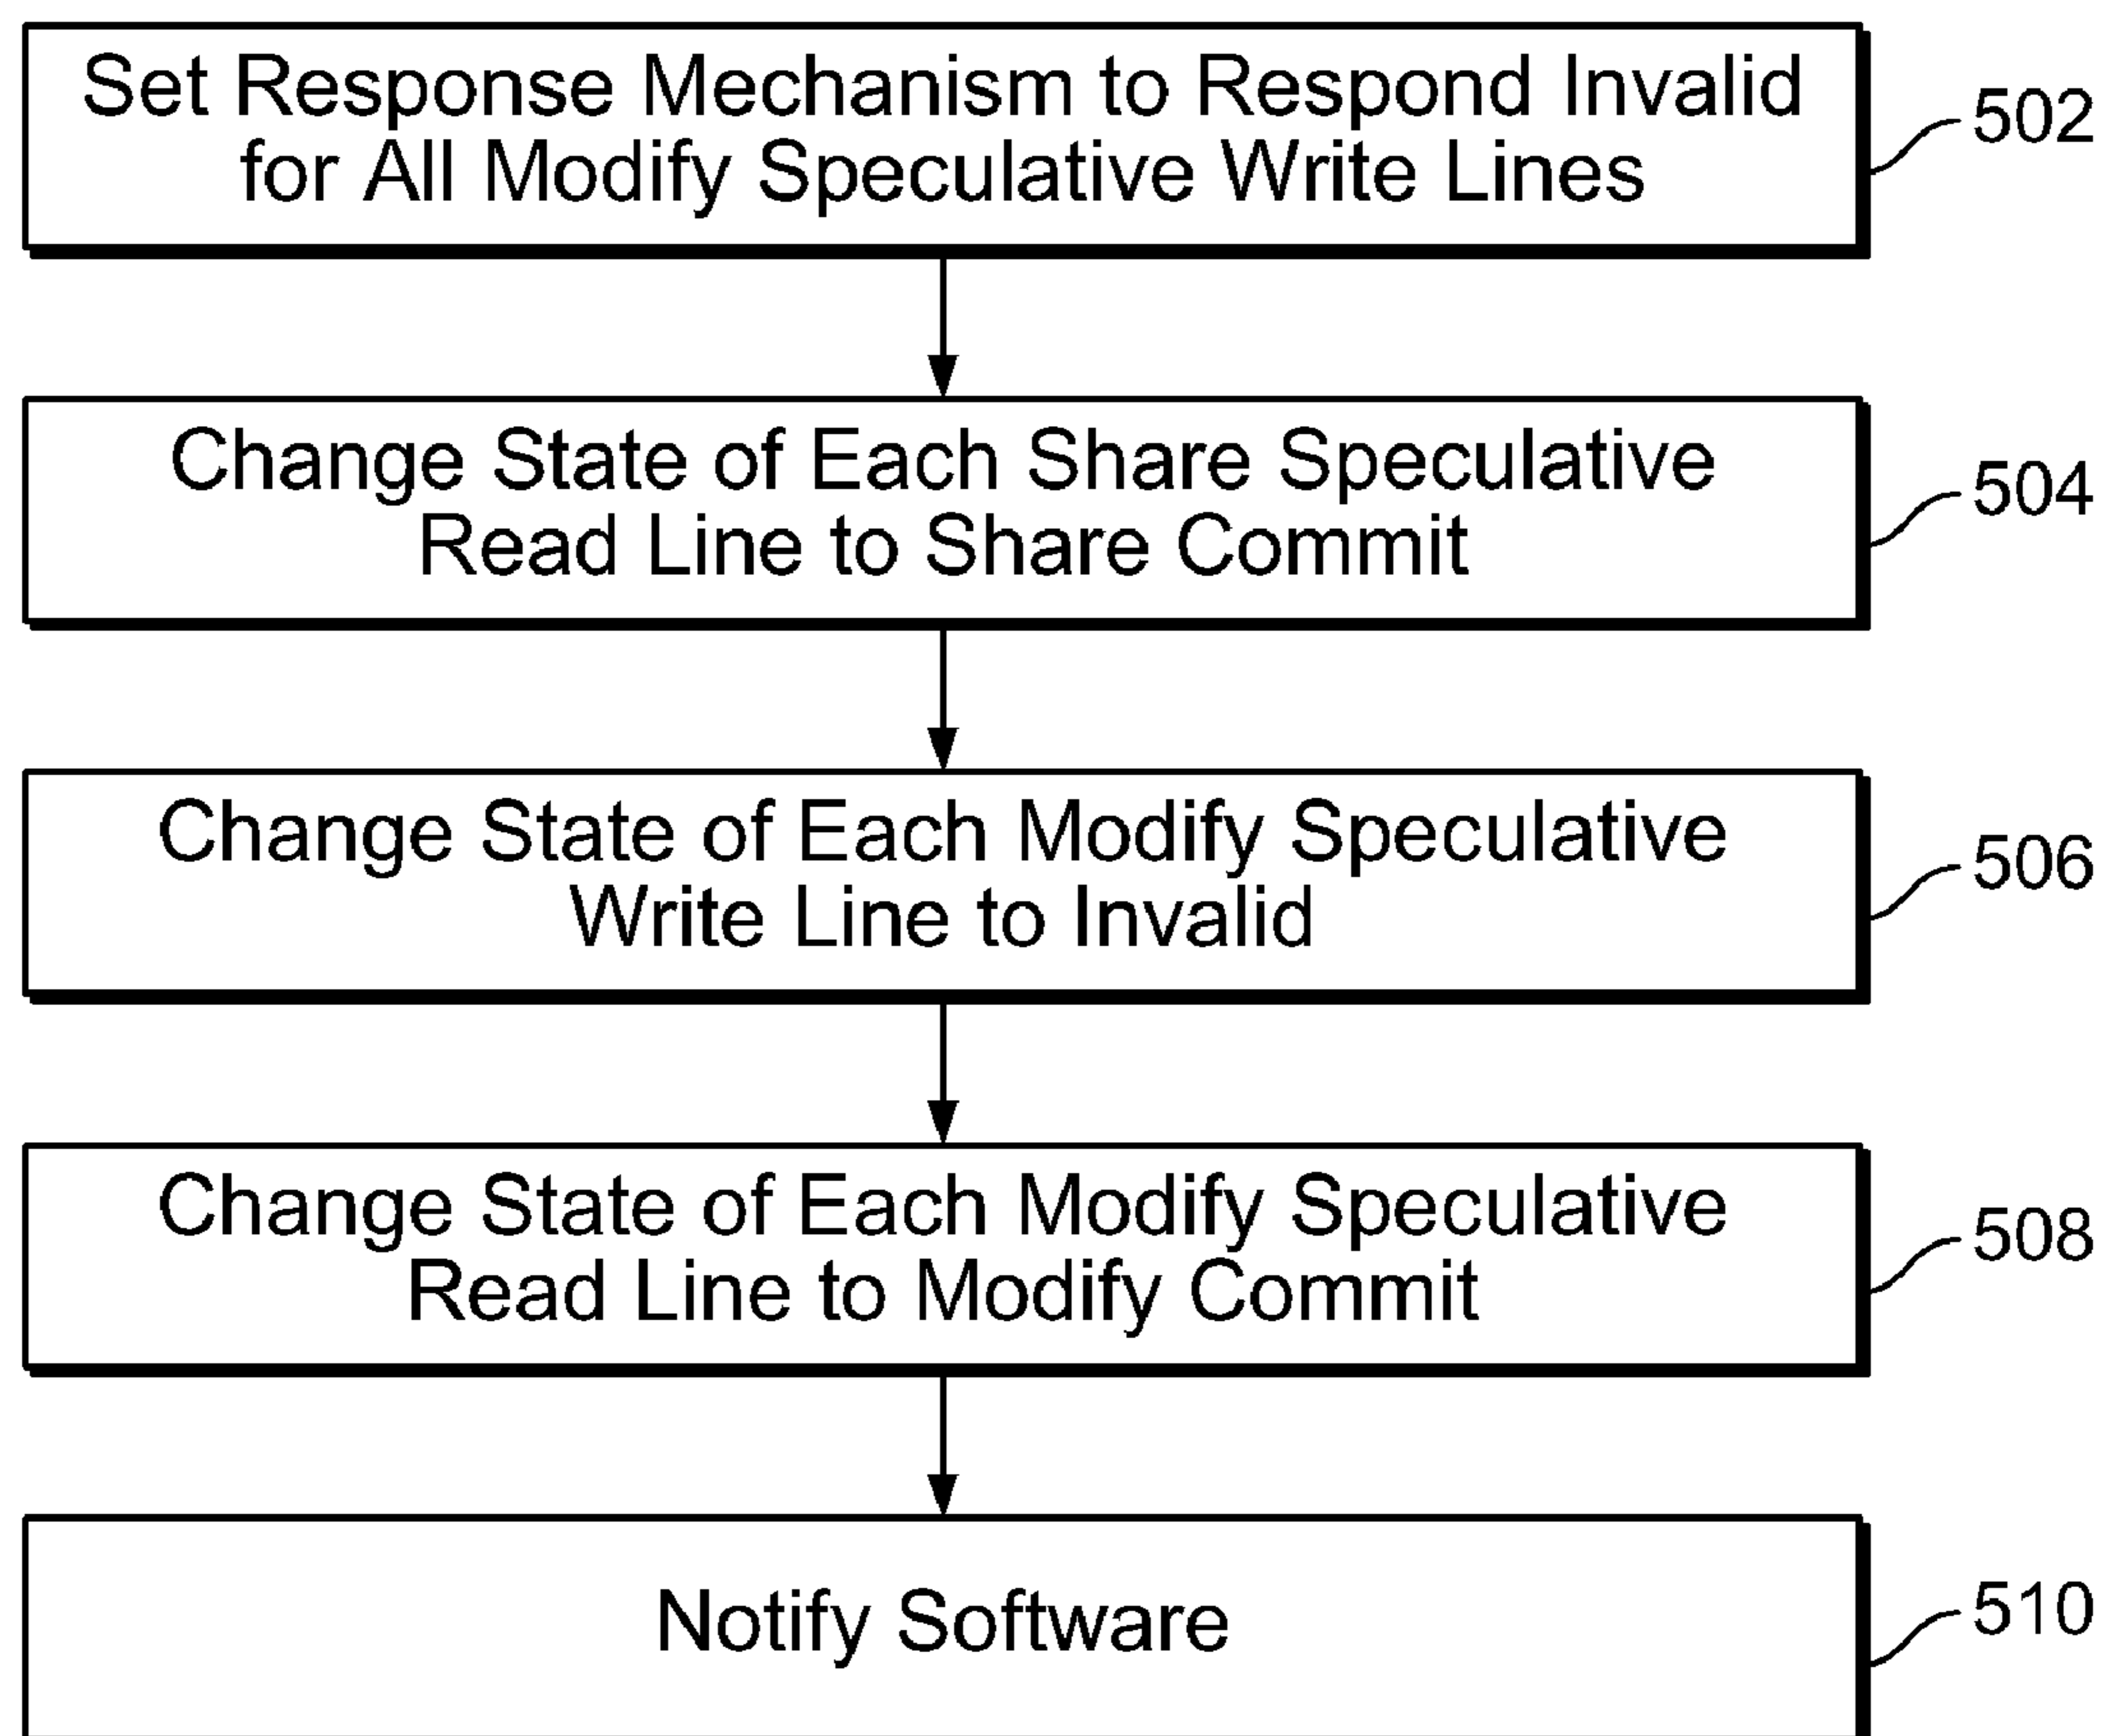 Set Response Mechanism to Respond Invalid
for All Modify Speculative Write Lines
502
Change State of Each Share Speculative
Read Line to Share Commit
504
Change State of Each Modify Speculative
Write Line to Invalid
506
Change State of Each Modify Speculative
Read Line to Modify Commit
508
Notify Software
510